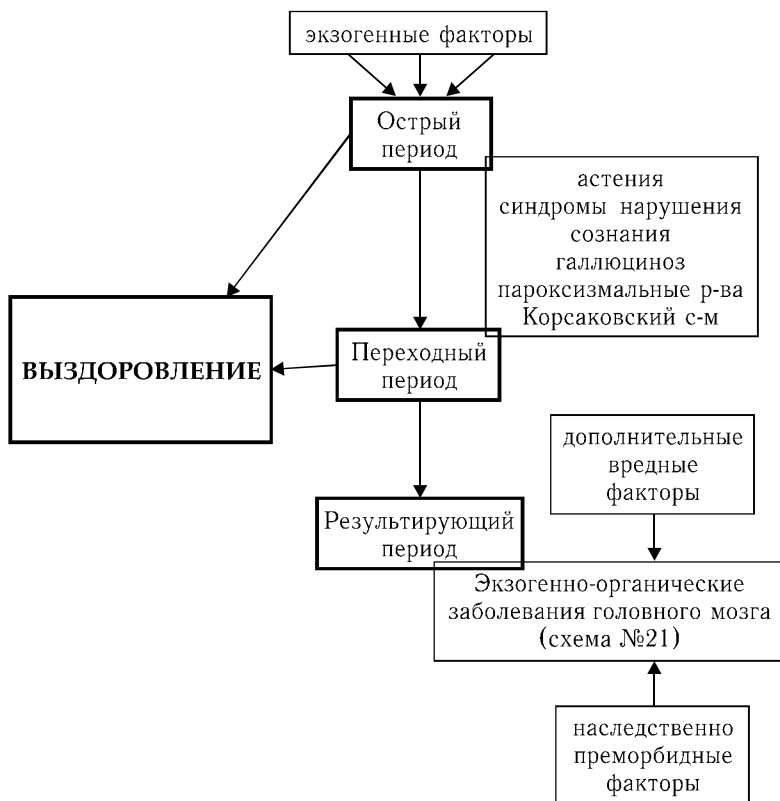 экзогенные факторы
Острый
период
астения
синдромы нарушения
сознания
галлюциноз
пароксизмальные р-ва
Корсаковский с-м
ВЫЗДОРОВЛЕНИЕ
Переходный
период
дополнительные
вредные
факторы
Результирующий
период
Экзогенно-органические
заболевания головного мозга
(схема №21)
наследственно
преморбидные
факторы